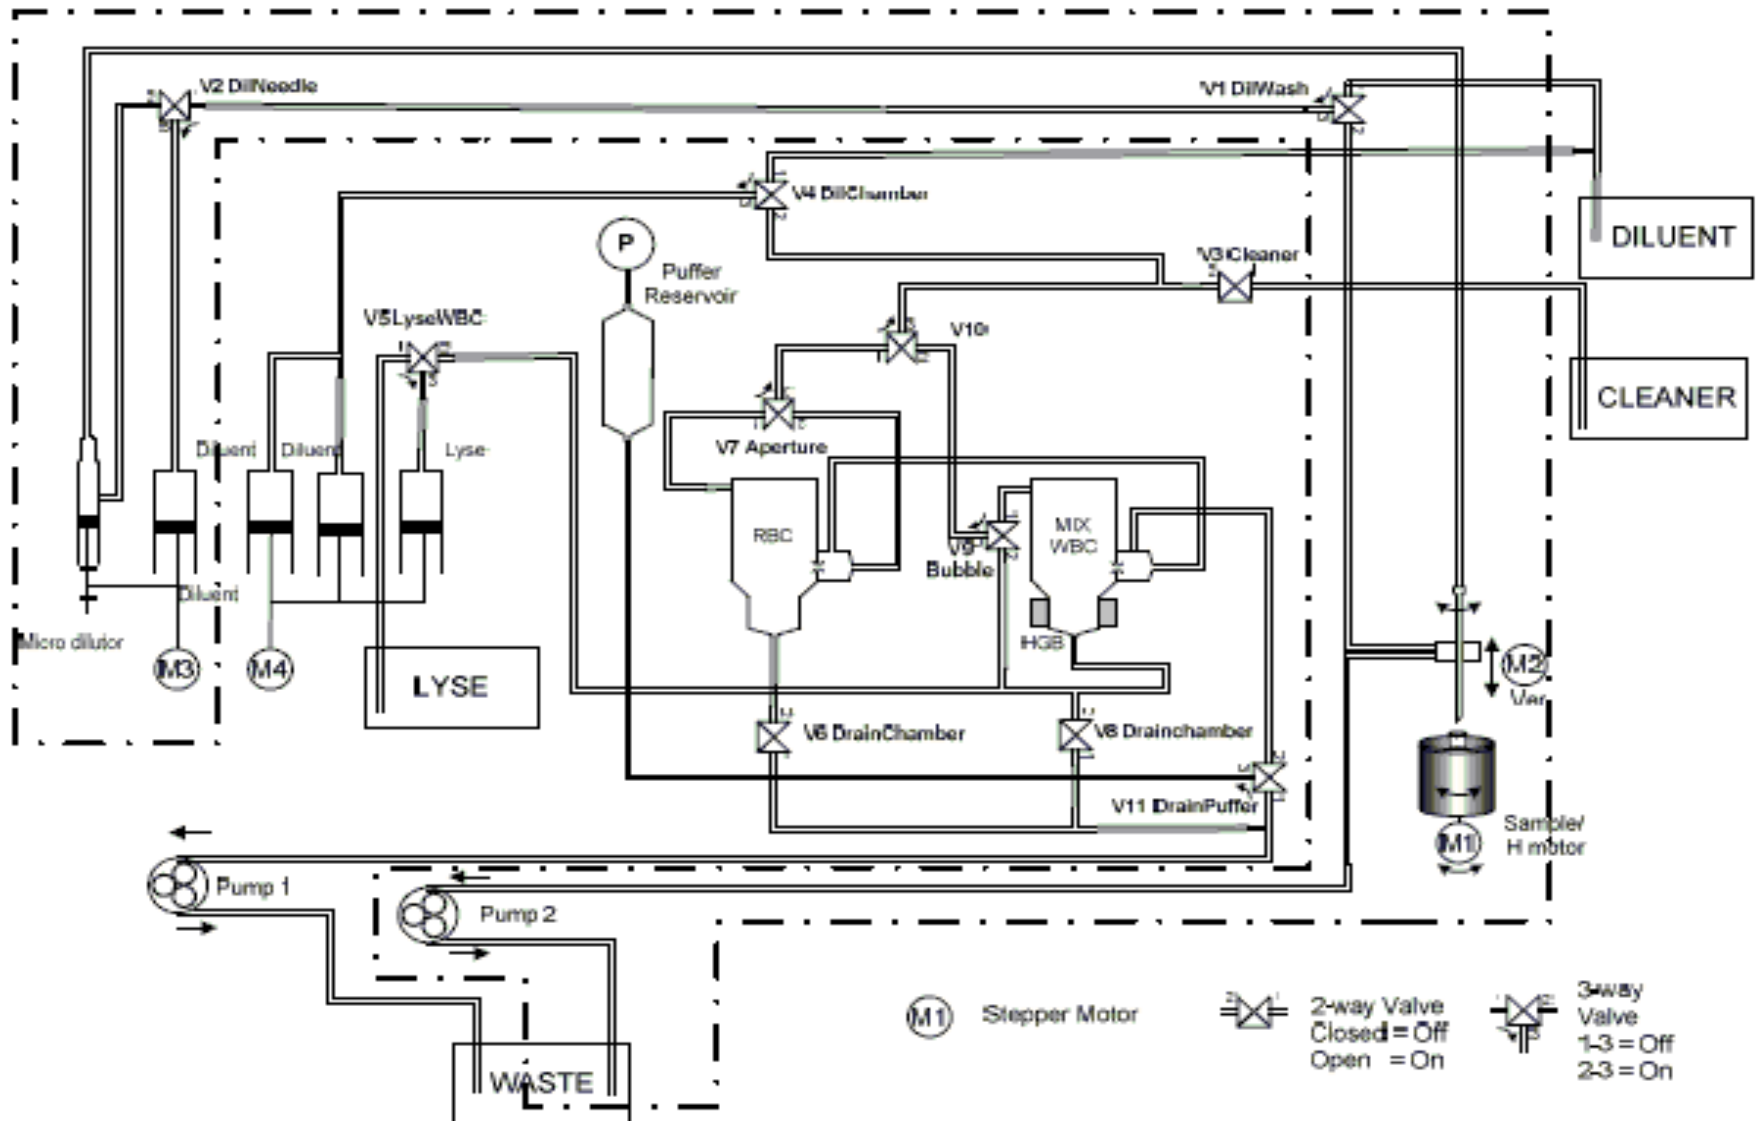 V2 DilNeedle
V1 DilWash
V4 DilChamber
DILUENT
P
V3 Cleaner
Puffer
Reservoir
V5LyseWBC
V10
CLEANER
V7 Aperture
Diluent
Diluent
Lyse
RBC
MIX
WBC
V9
Bubble
Diluent
HGB
Micro dilutor
M3
M4
LYSE
M2
Ver
V6 DrainChamber
V8 Drainchamber
V11 DrainPuffer
Sample/
H motor
M1
Pump 1
Pump 2
WASTE
M1
Stepper Motor
2-way Valve
Closed = Off
Open = On
3-way
Valve
1-3 = Off
2-3 = On